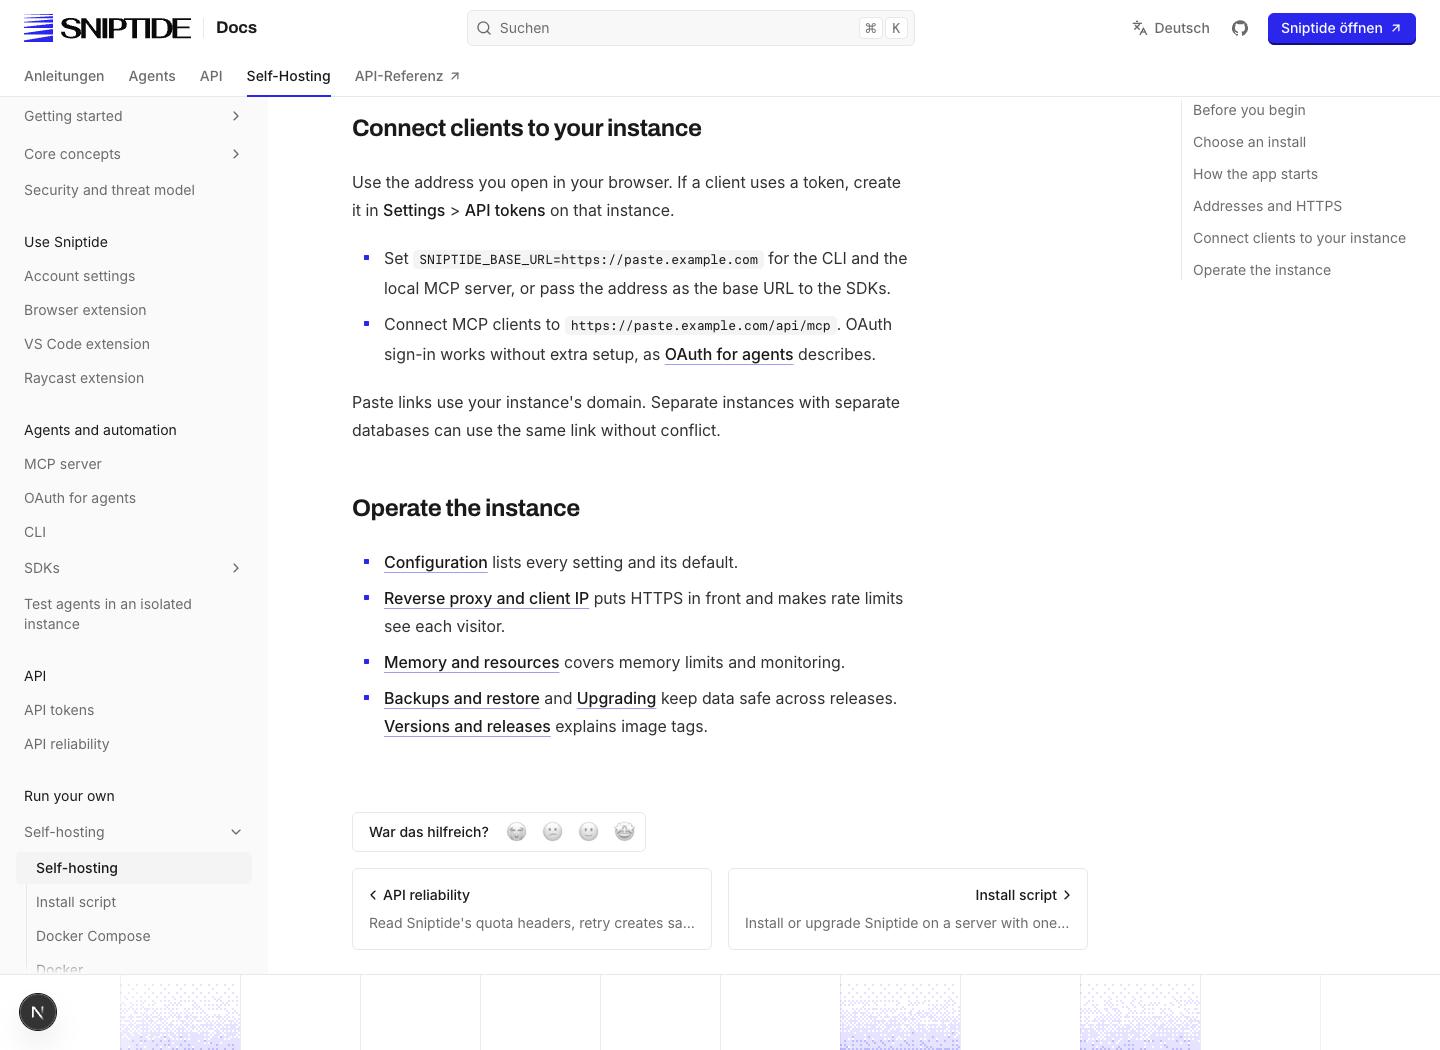 SNIPTIDE Docs
Suchen
⌘ K
Deutsch
Sniptide öffnen
Anleitungen Agents API Self-Hosting API-Referenz
Getting started
Core concepts
Security and threat model
Use Sniptide
Account settings
Browser extension
VS Code extension
Raycast extension
Agents and automation
MCP server
OAuth for agents
CLI
SDKs
Test agents in an isolated
instance
API
API tokens
API reliability
Run your own
Self-hosting
Self-hosting
Install script
Docker Compose
Docker
Connect clients to your instance
Use the address you open in your browser. If a client uses a token, create
it in Settings > API tokens on that instance.
Set SNIPTIDE_BASE_URL=https://paste.example.com for the CLI and the
local MCP server, or pass the address as the base URL to the SDKs.
Connect MCP clients to https://paste.example.com/api/mcp. OAuth
sign-in works without extra setup, as OAuth for agents describes.
Paste links use your instance's domain. Separate instances with separate
databases can use the same link without conflict.
Operate the instance
Configuration lists every setting and its default.
Reverse proxy and client IP puts HTTPS in front and makes rate limits
see each visitor.
Memory and resources covers memory limits and monitoring.
Backups and restore and Upgrading keep data safe across releases.
Versions and releases explains image tags.
War das hilfreich?
API reliability
Read Sniptide's quota headers, retry creates sa...
Install script
Install or upgrade Sniptide on a server with one...
Before you begin
Choose an install
How the app starts
Addresses and HTTPS
Connect clients to your instance
Operate the instance
N